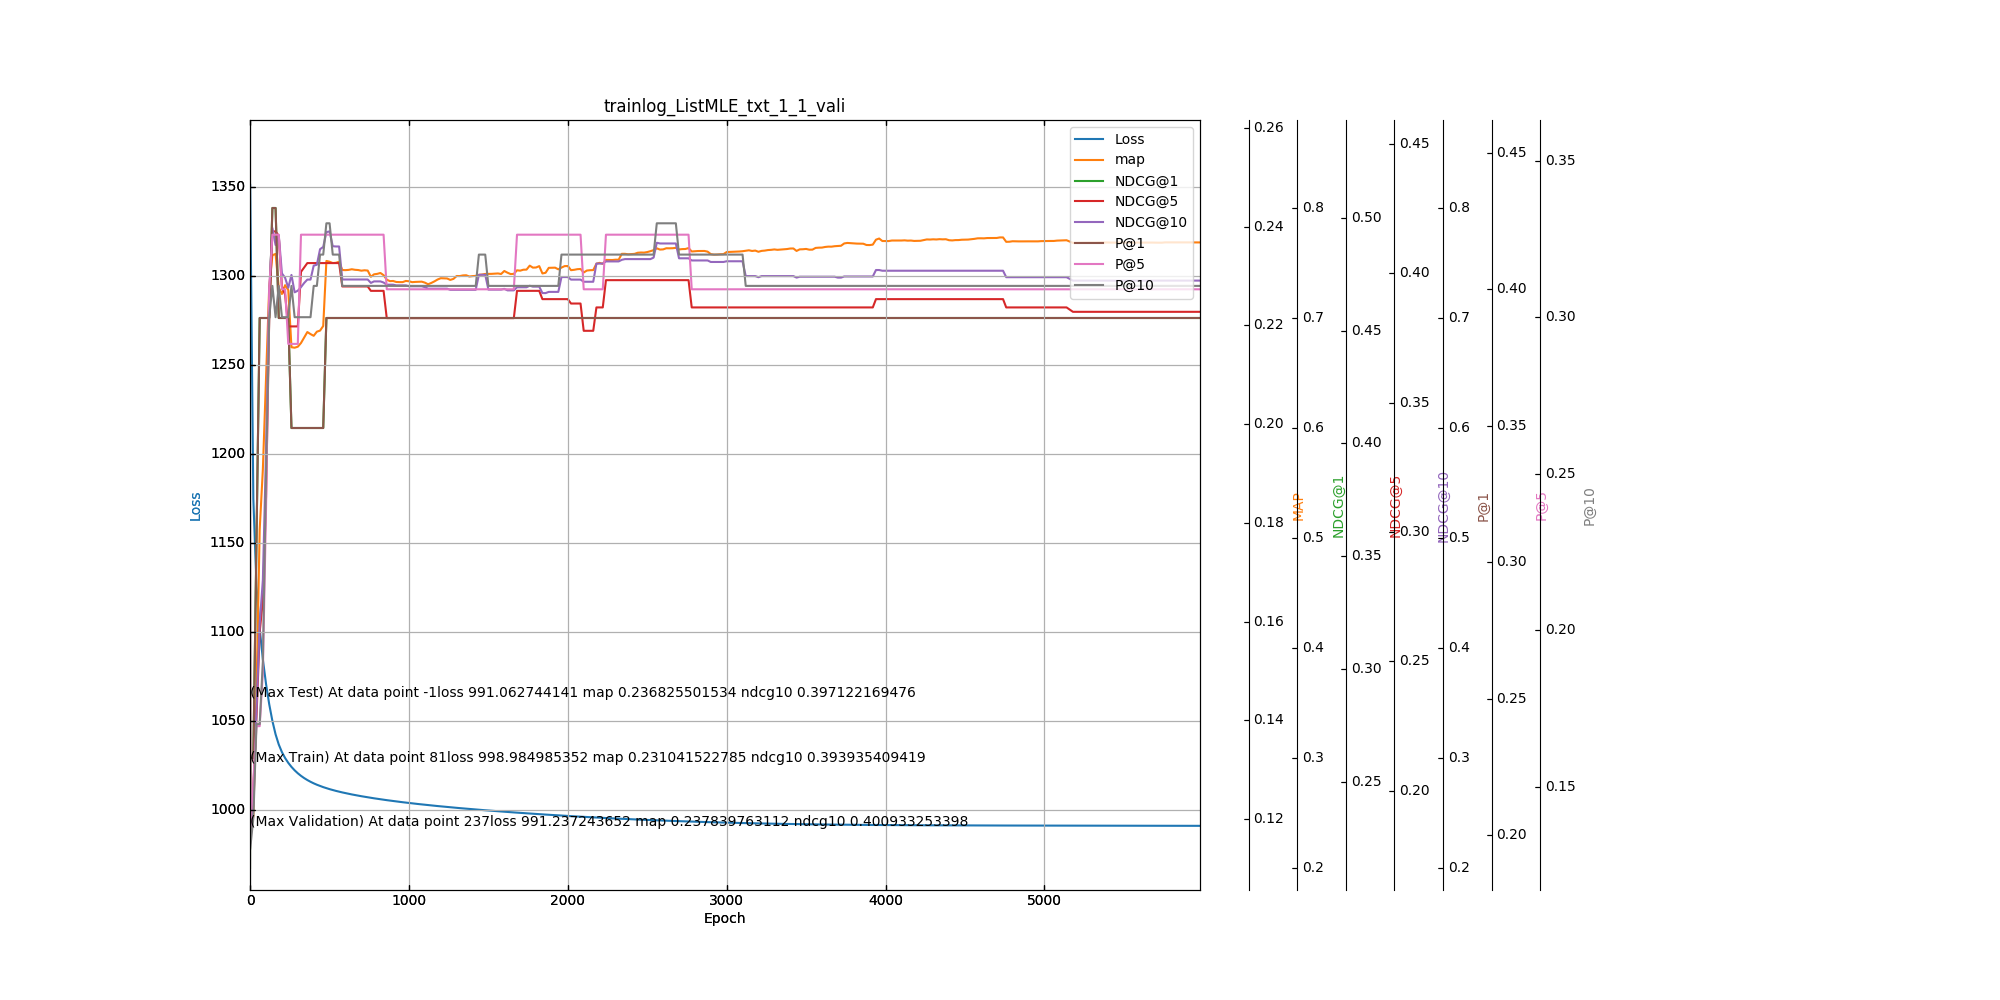 trainlog_ListMLE_txt_1_1_vali
Loss
map
NDCG@1
NDCG@5
NDCG@10
P@1
P@5
P@10
1350
1300
1250
1200
1150
1100
1050
1000
Loss
(Max Test) At data point -1loss 991.062744141 map 0.236825501534 ndcg10 0.397122169476
(Max Train) At data point 81loss 998.984985352 map 0.231041522785 ndcg10 0.393935409419
(Max Validation) At data point 237loss 991.237243652 map 0.237839763112 ndcg10 0.400933253398
0 1000 2000 3000 4000 5000
Epoch
0.26
0.24
0.22
0.20
0.18
0.16
0.14
0.12
MAP
0.8
0.7
0.6
0.5
0.4
0.3
0.2
NDCG@1
0.50
0.45
0.40
0.35
0.30
0.25
NDCG@5
0.45
0.40
0.35
0.30
0.25
0.20
NDCG@10
0.8
0.7
0.6
0.5
0.4
0.3
0.2
P@1
0.45
0.40
0.35
0.30
0.25
0.20
P@5
0.35
0.30
0.25
0.20
0.15
P@10